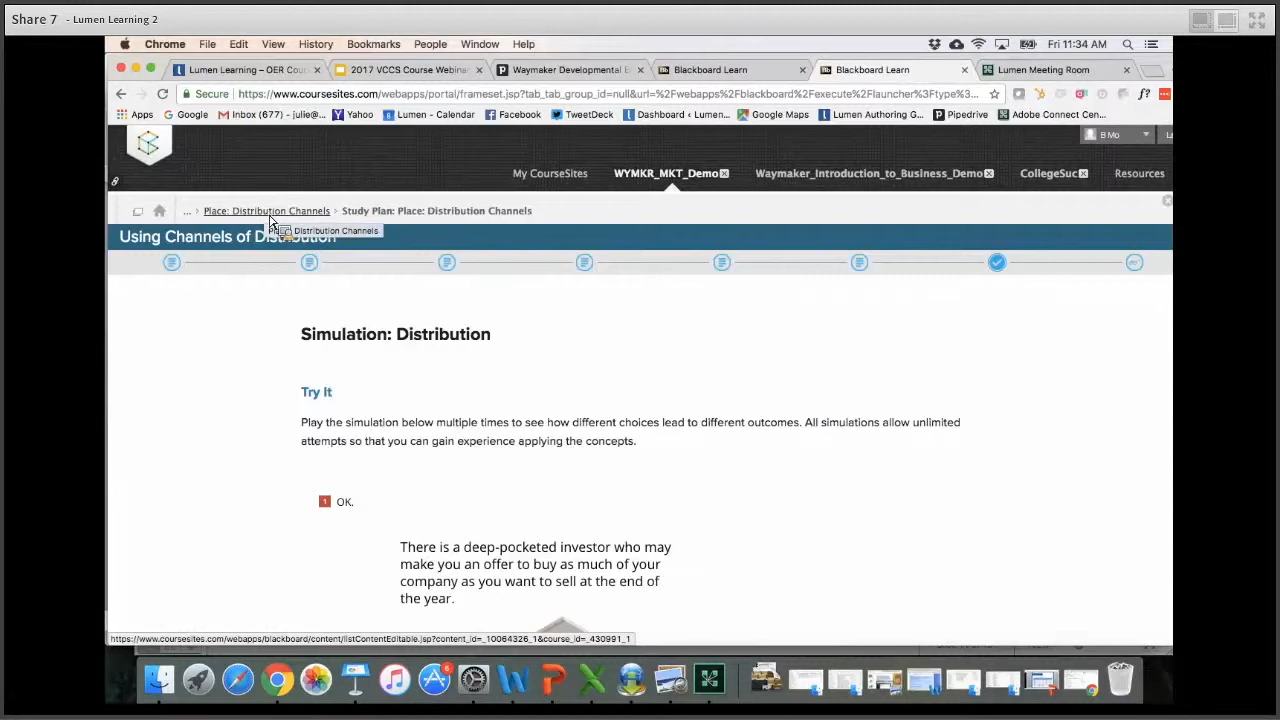 Share 7 - Lumen Learning 2
Chrome File Edit View History Bookmarks People Window Help Fri 11:34 AM
Lumen Learning – OER Cou 2017 VCCS Course Webinar Waymaker Developmental E Blackboard Learn Blackboard Learn Lumen Meeting Room
Secure https://www.coursesites.com/webapps/portal/frameset.jsp?tab_tab_group_id=null&url=%2Fwebapps%2Fblackboard%2Fexecute%2Flauncher%3Ftype%3... f?
Apps Google Inbox (677) - julie@... Yahoo Lumen - Calendar Facebook TweetDeck Dashboard ‹ Lumen... Google Maps Lumen Authoring G... Pipedrive Adobe Connect Cen...
B Mo
My CourseSites WYMKR_MKT_Demo Waymaker_Introduction_to_Business_Demo CollegeSuc Resources
... › Place: Distribution Channels › Study Plan: Place: Distribution Channels
Distribution Channels
Using Channels of Distribution
Simulation: Distribution
Try It
Play the simulation below multiple times to see how different choices lead to different outcomes. All simulations allow unlimited
attempts so that you can gain experience applying the concepts.
1 OK.
There is a deep-pocketed investor who may
make you an offer to buy as much of your
company as you want to sell at the end of
the year.
https://www.coursesites.com/webapps/blackboard/content/listContentEditable.jsp?content_id=_10064326_1&course_id=_430991_1